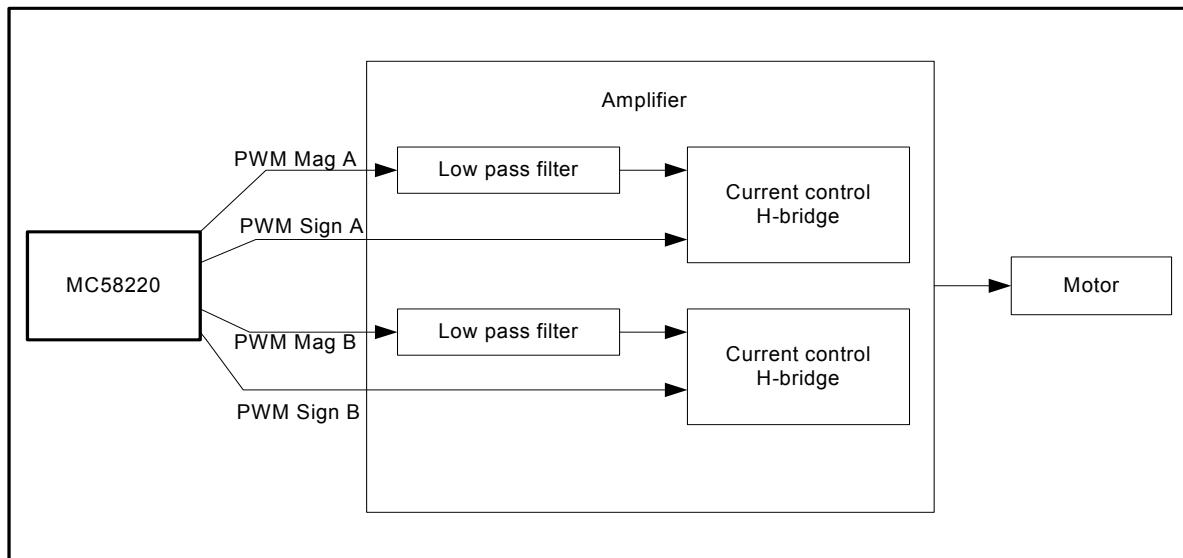 Amplifier
PWM Mag A
Low pass filter
Current control
H-bridge
PWM Sign A
MC58220
Motor
PWM Mag B
Low pass filter
Current control
H-bridge
PWM Sign B